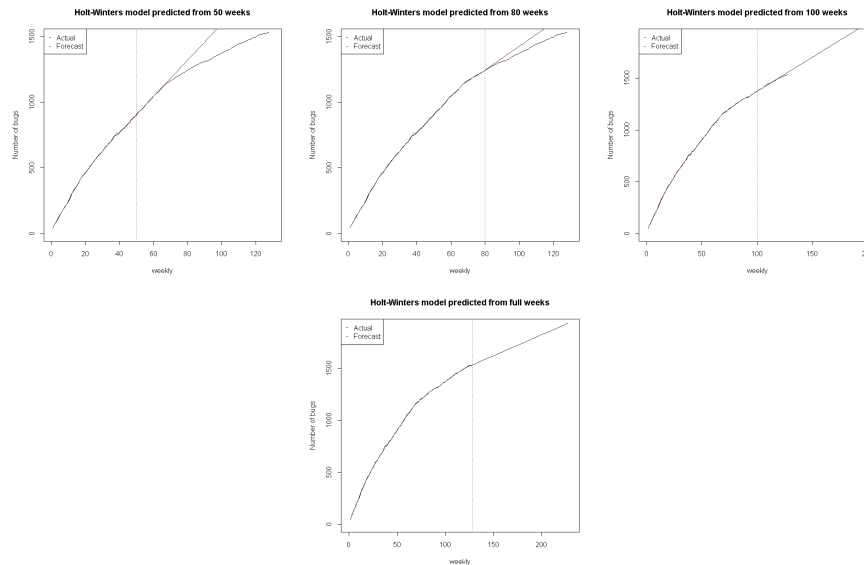 Holt-Winters model predicted from 50 weeks
Actual
Forecast
Number of bugs
0
500
1000
1500
0
20
40
60
80
100
120
weekly
Holt-Winters model predicted from 80 weeks
Actual
Forecast
Number of bugs
0
500
1000
1500
0
20
40
60
80
100
120
weekly
Holt-Winters model predicted from 100 weeks
Actual
Forecast
Number of bugs
0
500
1000
1500
0
50
100
150
weekly
Holt-Winters model predicted from full weeks
Actual
Forecast
Number of bugs
0
500
1000
1500
0
50
100
150
200
weekly